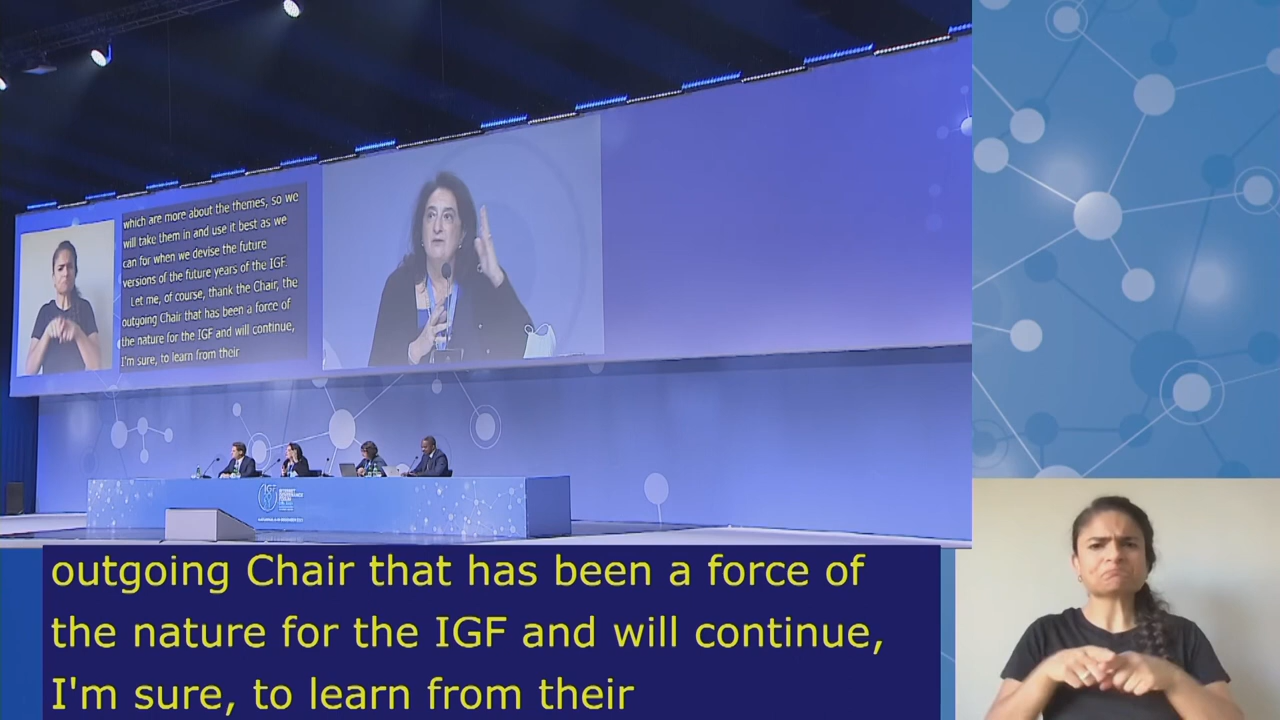 which are more about the themes, so we
will take them in and use it best as we
can for when we devise the future
versions of the future years of the IGF.
Let me, of course, thank the Chair, the
outgoing Chair that has been a force of
the nature for the IGF and will continue,
I'm sure, to learn from their
INTERNET
GOVERNANCE
FORUM
outgoing Chair that has been a force of
the nature for the IGF and will continue,
I'm sure, to learn from their